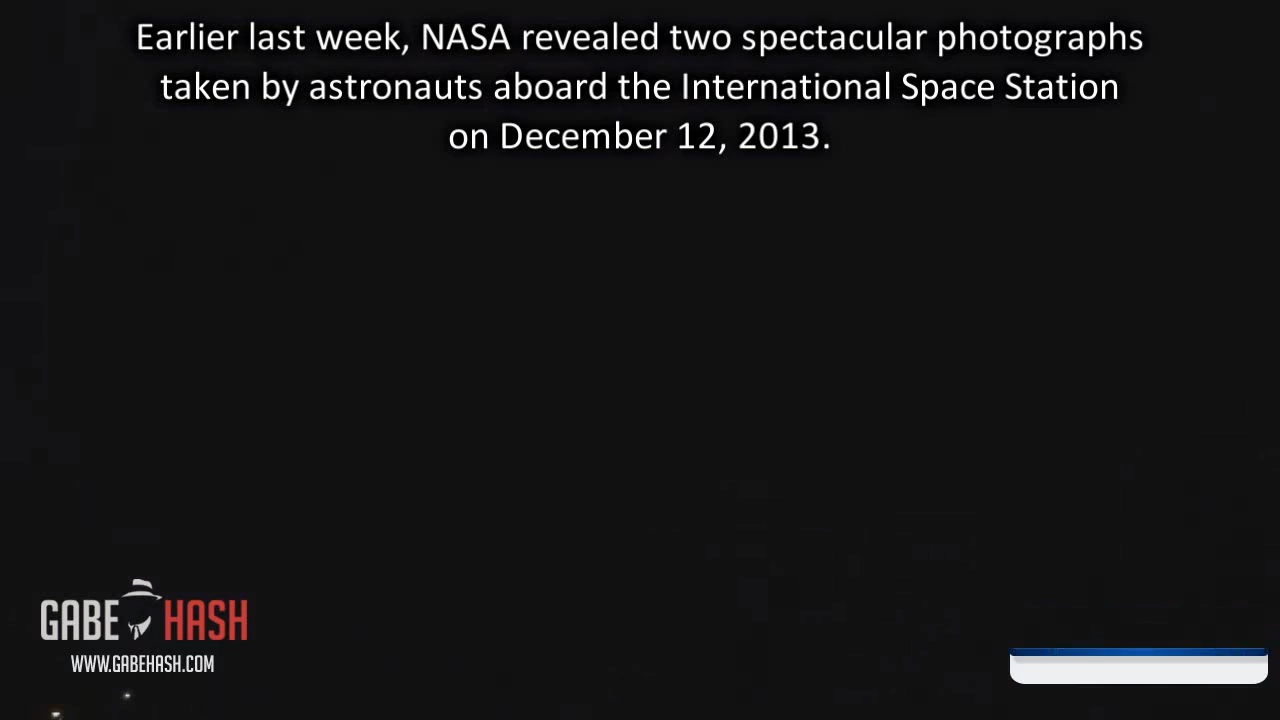 Earlier last week, NASA revealed two spectacular photographs
taken by astronauts aboard the International Space Station
on December 12, 2013.
GABE HASH
WWW.GABEHASH.COM